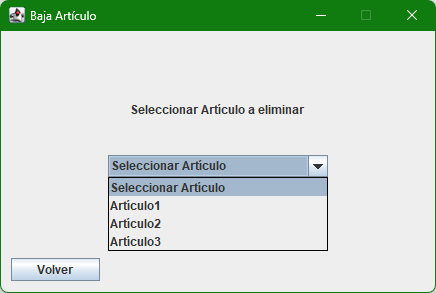 Baja Artículo
Seleccionar Artículo a eliminar
Seleccionar Artículo
Seleccionar Artículo
Artículo1
Artículo2
Artículo3
Volver